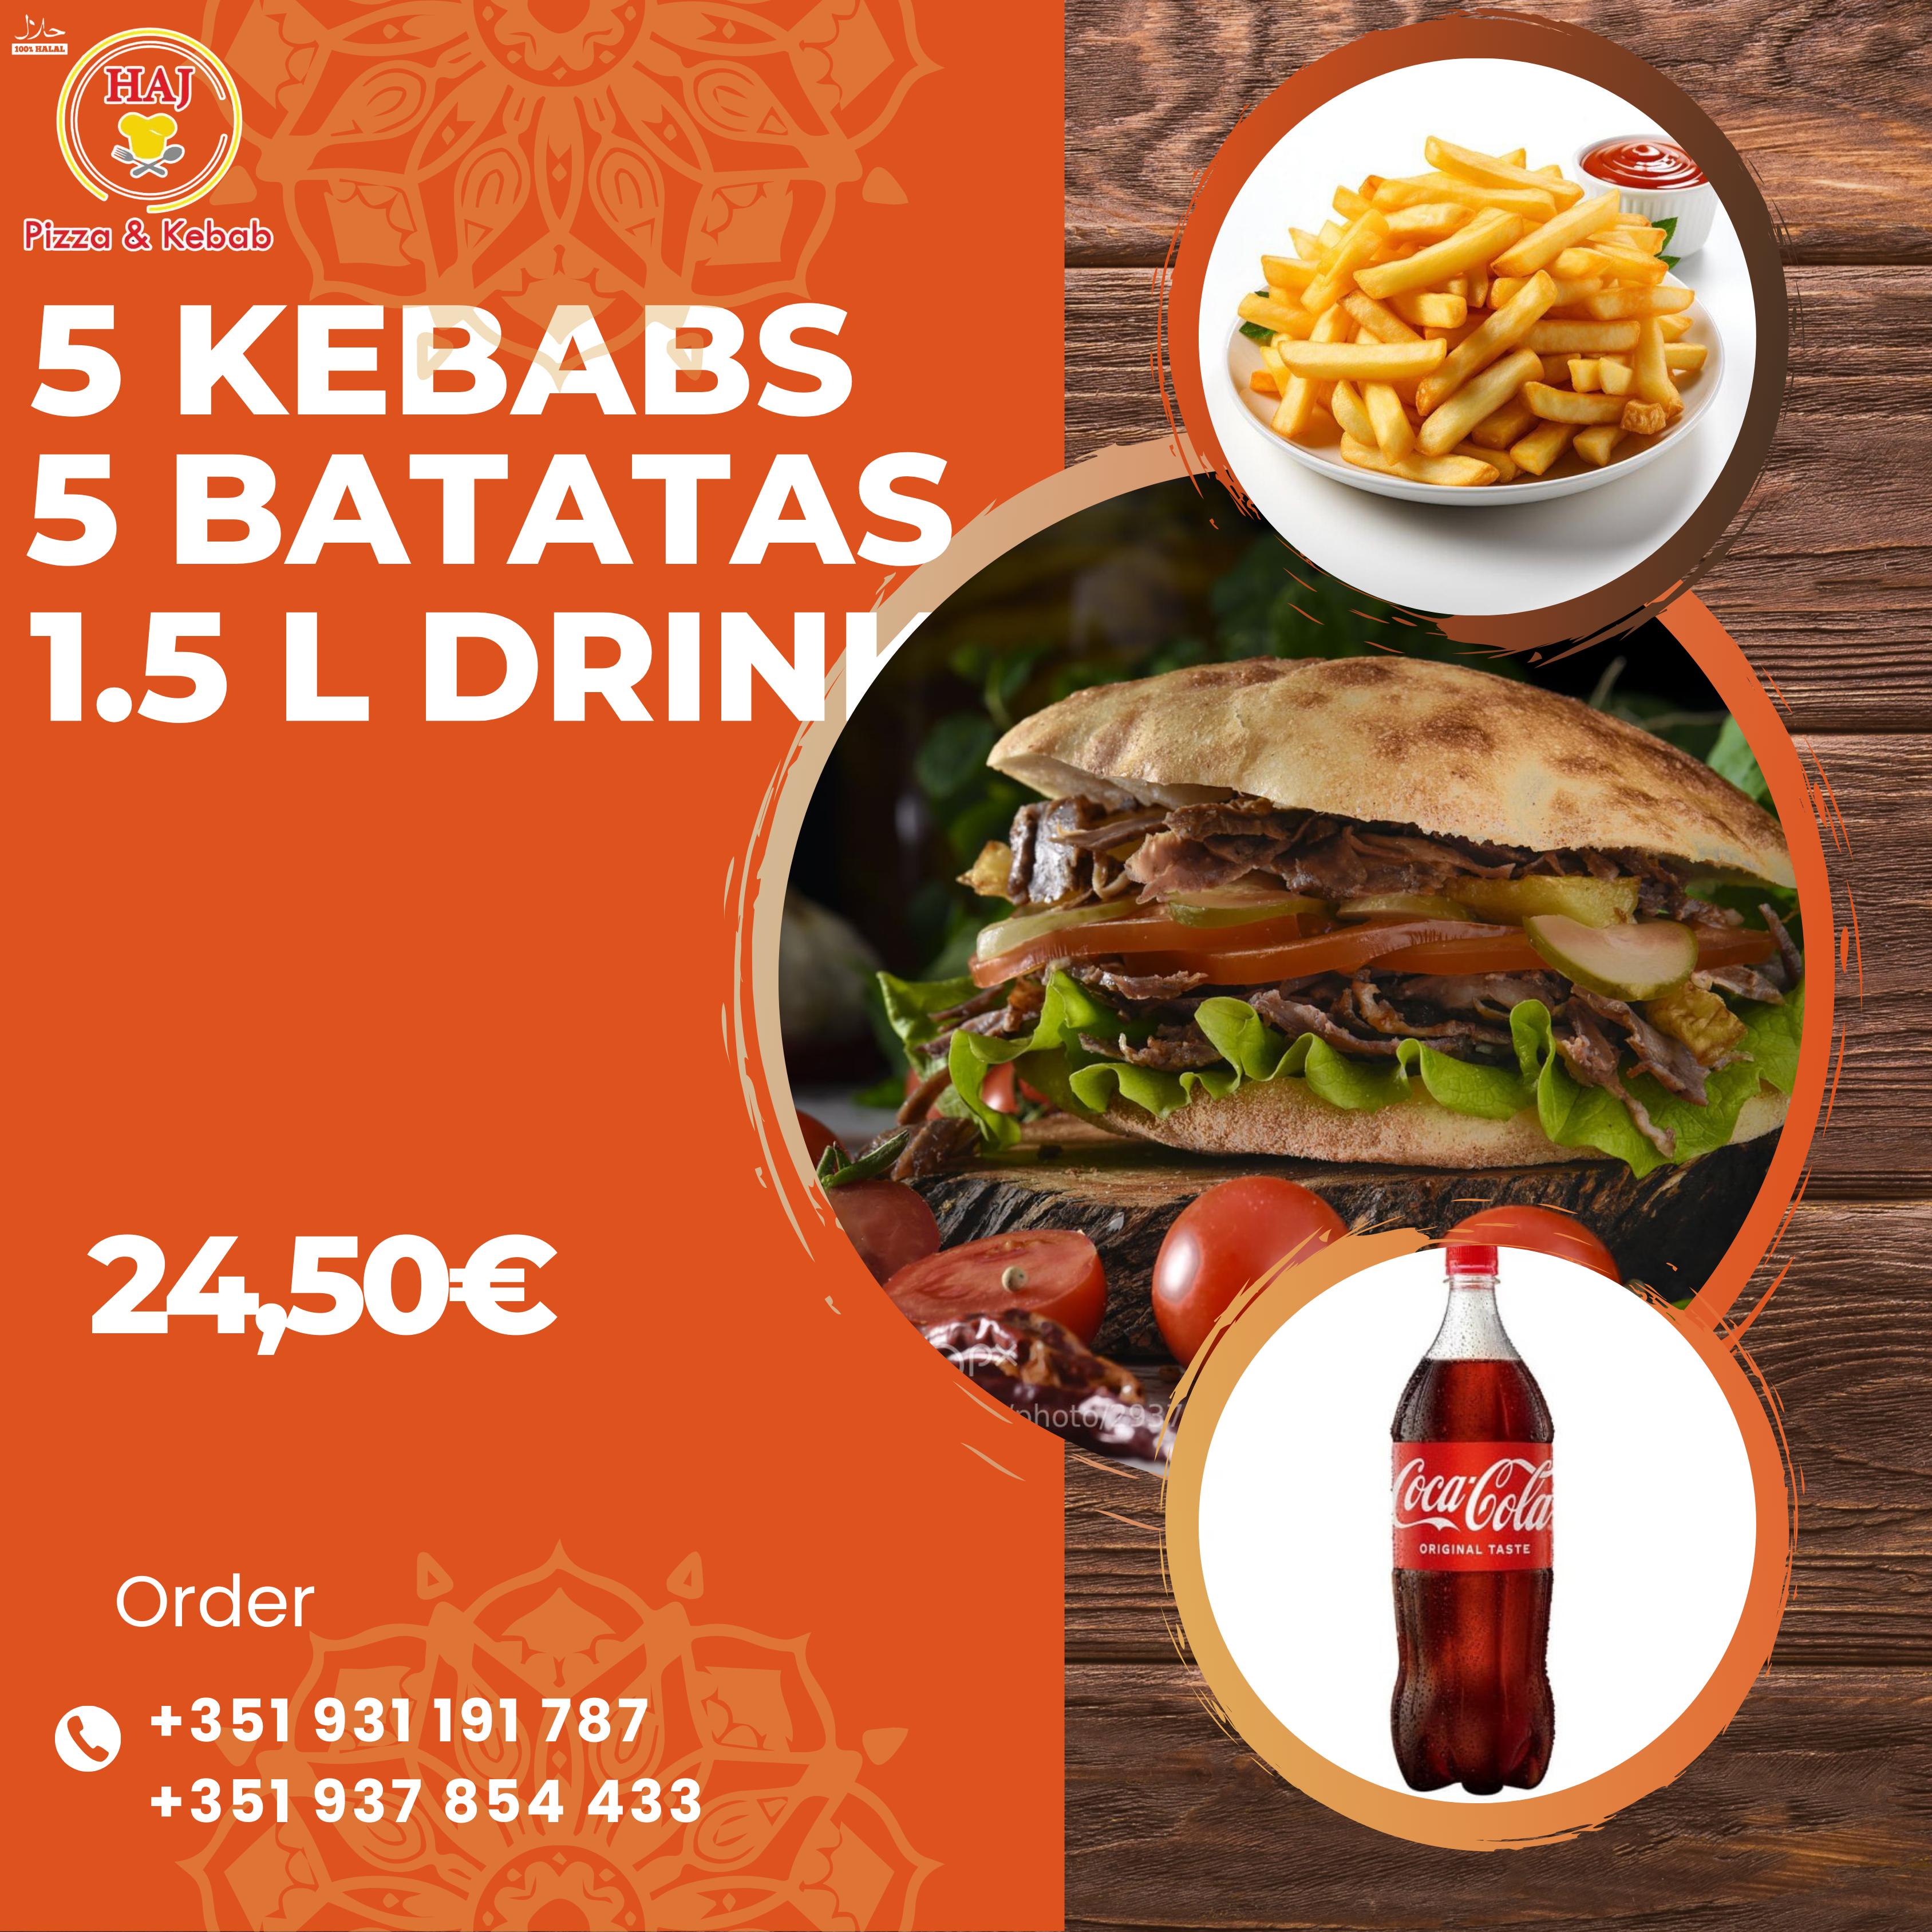 حلال
100% HALAL
HAJ
Pizza & Kebab
5 KEBABS
5 BATATAS
1.5 L DRINK
24,50€
Order
+351 931 191 787
+351 937 854 433
Coca-Cola
ORIGINAL TASTE